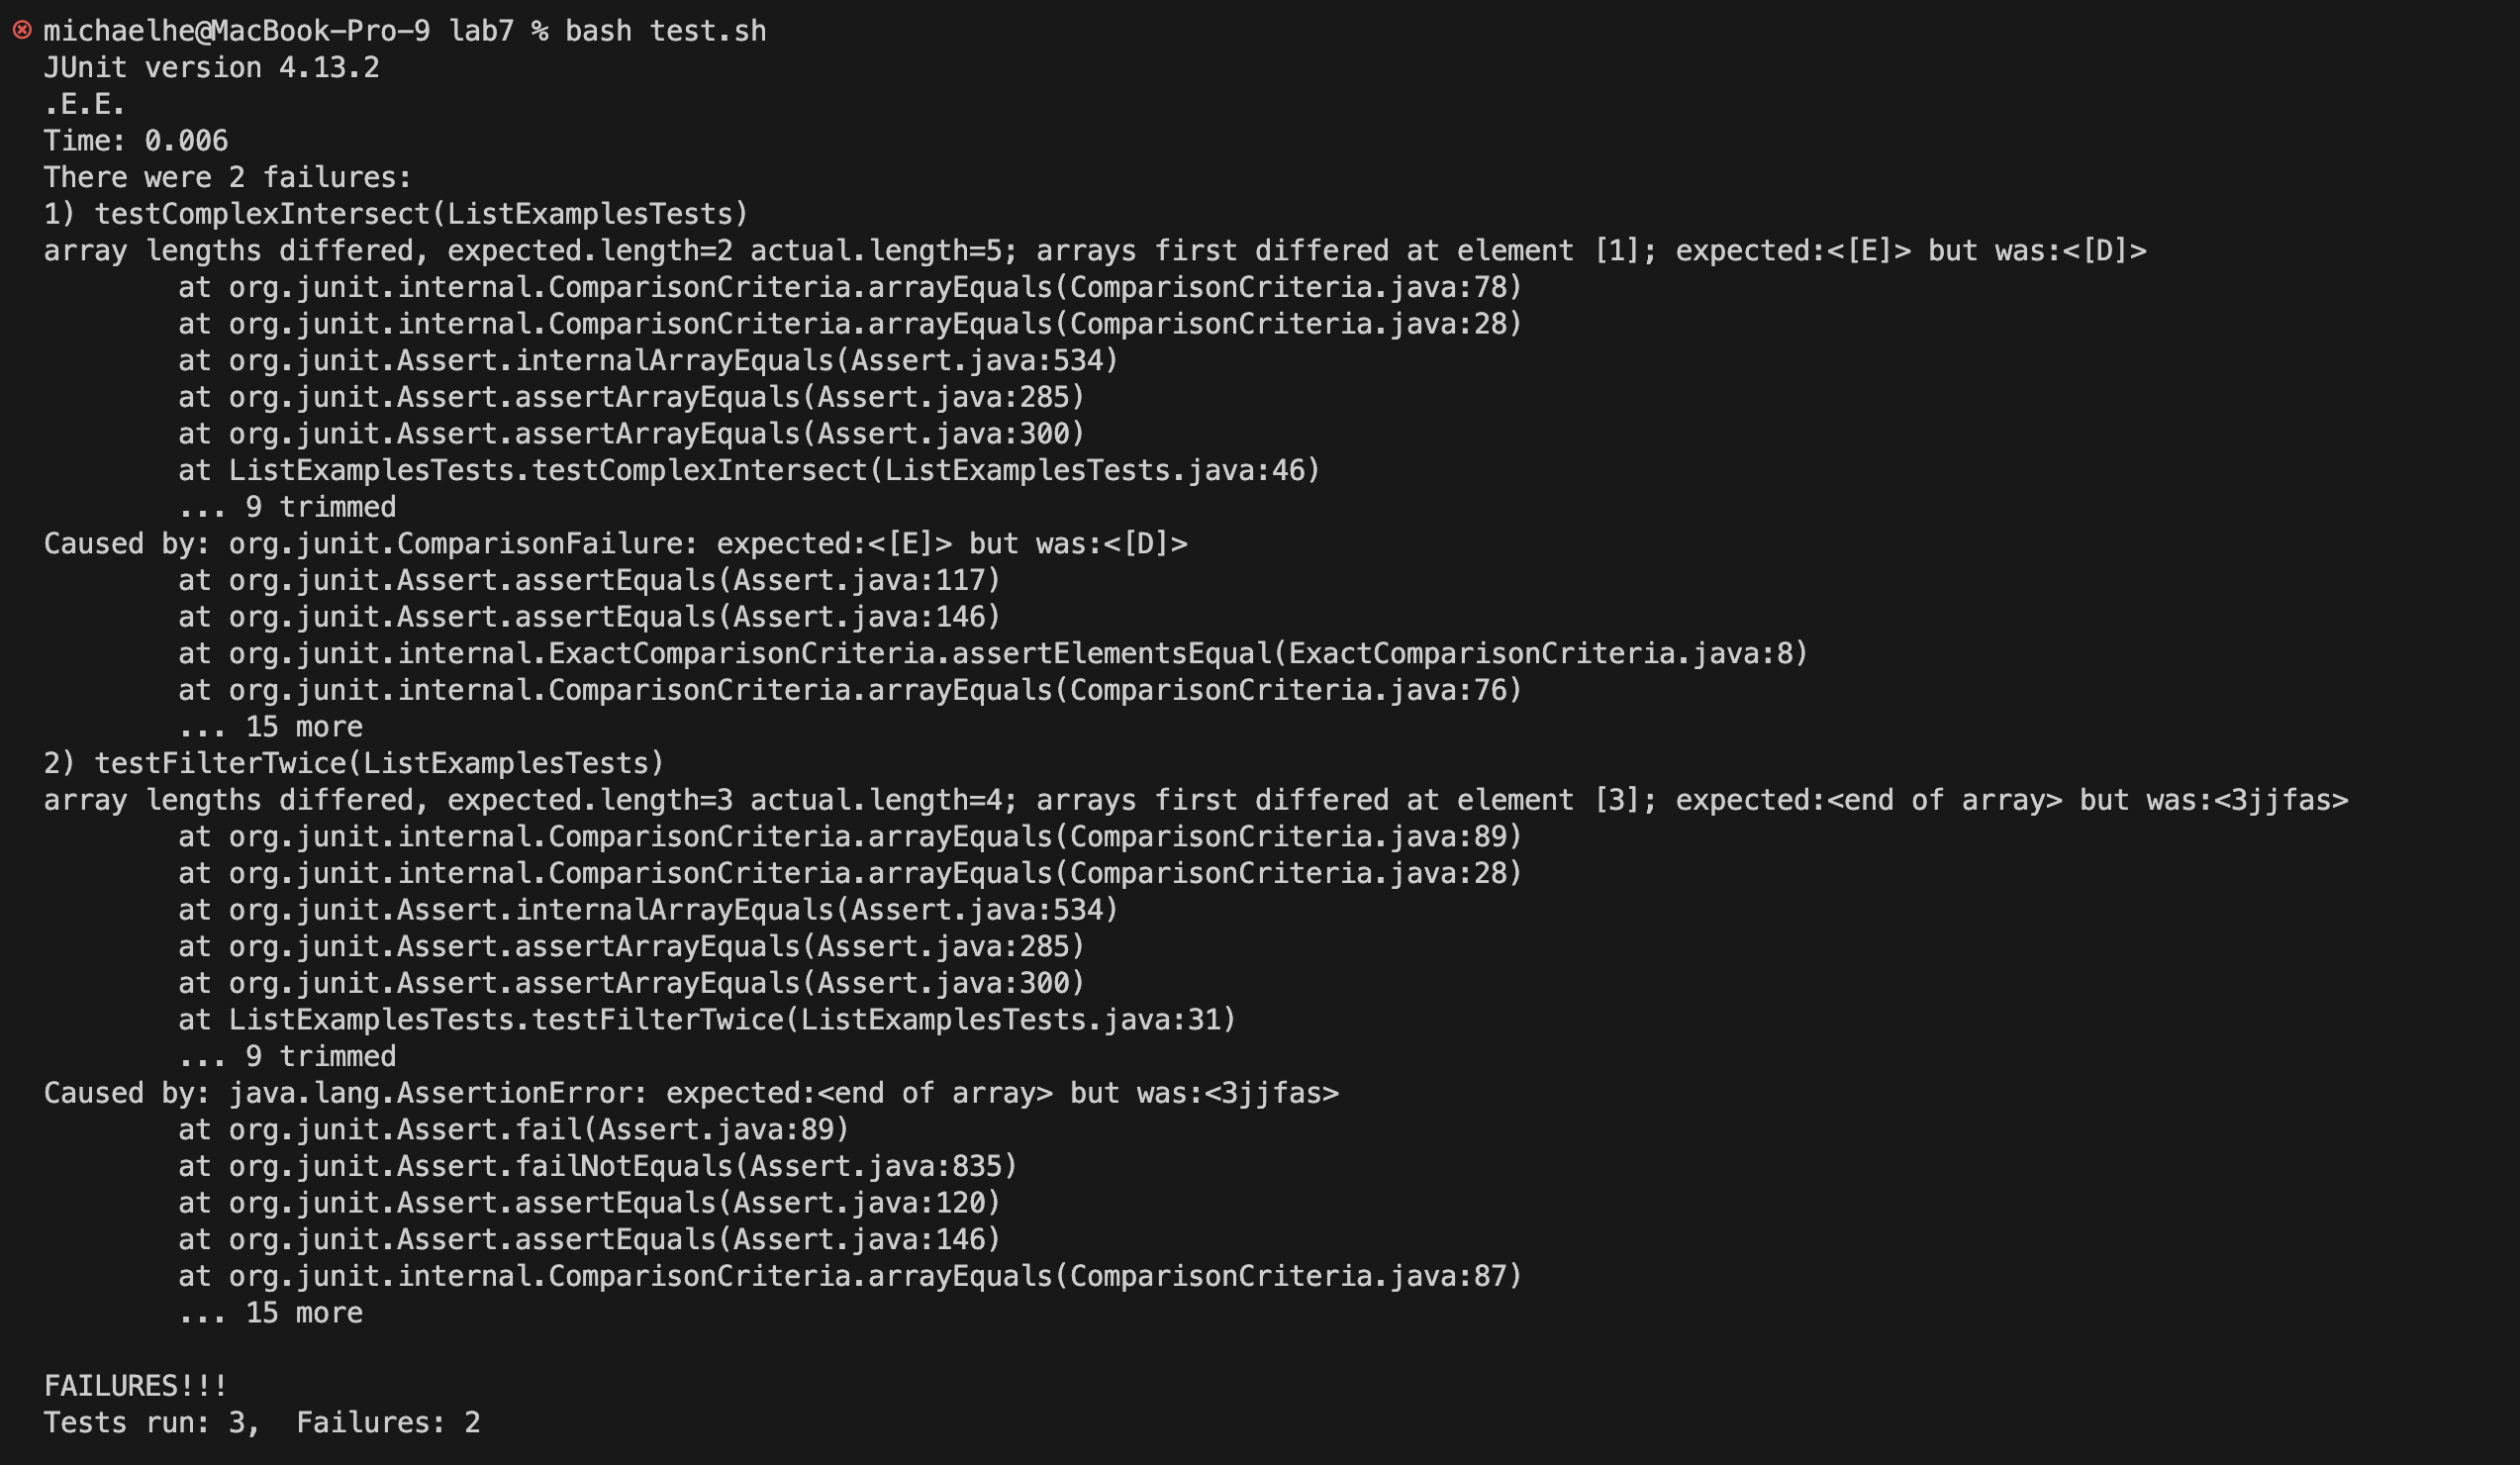 michaelhe@MacBook-Pro-9 lab7 % bash test.sh
JUnit version 4.13.2
.E.E.
Time: 0.006
There were 2 failures:
1) testComplexIntersect(ListExamplesTests)
array lengths differed, expected.length=2 actual.length=5; arrays first differed at element [1]; expected:<[E]> but was:<[D]>
        at org.junit.internal.ComparisonCriteria.arrayEquals(ComparisonCriteria.java:78)
        at org.junit.internal.ComparisonCriteria.arrayEquals(ComparisonCriteria.java:28)
        at org.junit.Assert.internalArrayEquals(Assert.java:534)
        at org.junit.Assert.assertArrayEquals(Assert.java:285)
        at org.junit.Assert.assertArrayEquals(Assert.java:300)
        at ListExamplesTests.testComplexIntersect(ListExamplesTests.java:46)
        ... 9 trimmed
Caused by: org.junit.ComparisonFailure: expected:<[E]> but was:<[D]>
        at org.junit.Assert.assertEquals(Assert.java:117)
        at org.junit.Assert.assertEquals(Assert.java:146)
        at org.junit.internal.ExactComparisonCriteria.assertElementsEqual(ExactComparisonCriteria.java:8)
        at org.junit.internal.ComparisonCriteria.arrayEquals(ComparisonCriteria.java:76)
        ... 15 more
2) testFilterTwice(ListExamplesTests)
array lengths differed, expected.length=3 actual.length=4; arrays first differed at element [3]; expected:<end of array> but was:<3jjfas>
        at org.junit.internal.ComparisonCriteria.arrayEquals(ComparisonCriteria.java:89)
        at org.junit.internal.ComparisonCriteria.arrayEquals(ComparisonCriteria.java:28)
        at org.junit.Assert.internalArrayEquals(Assert.java:534)
        at org.junit.Assert.assertArrayEquals(Assert.java:285)
        at org.junit.Assert.assertArrayEquals(Assert.java:300)
        at ListExamplesTests.testFilterTwice(ListExamplesTests.java:31)
        ... 9 trimmed
Caused by: java.lang.AssertionError: expected:<end of array> but was:<3jjfas>
        at org.junit.Assert.fail(Assert.java:89)
        at org.junit.Assert.failNotEquals(Assert.java:835)
        at org.junit.Assert.assertEquals(Assert.java:120)
        at org.junit.Assert.assertEquals(Assert.java:146)
        at org.junit.internal.ComparisonCriteria.arrayEquals(ComparisonCriteria.java:87)
        ... 15 more

FAILURES!!!
Tests run: 3,  Failures: 2